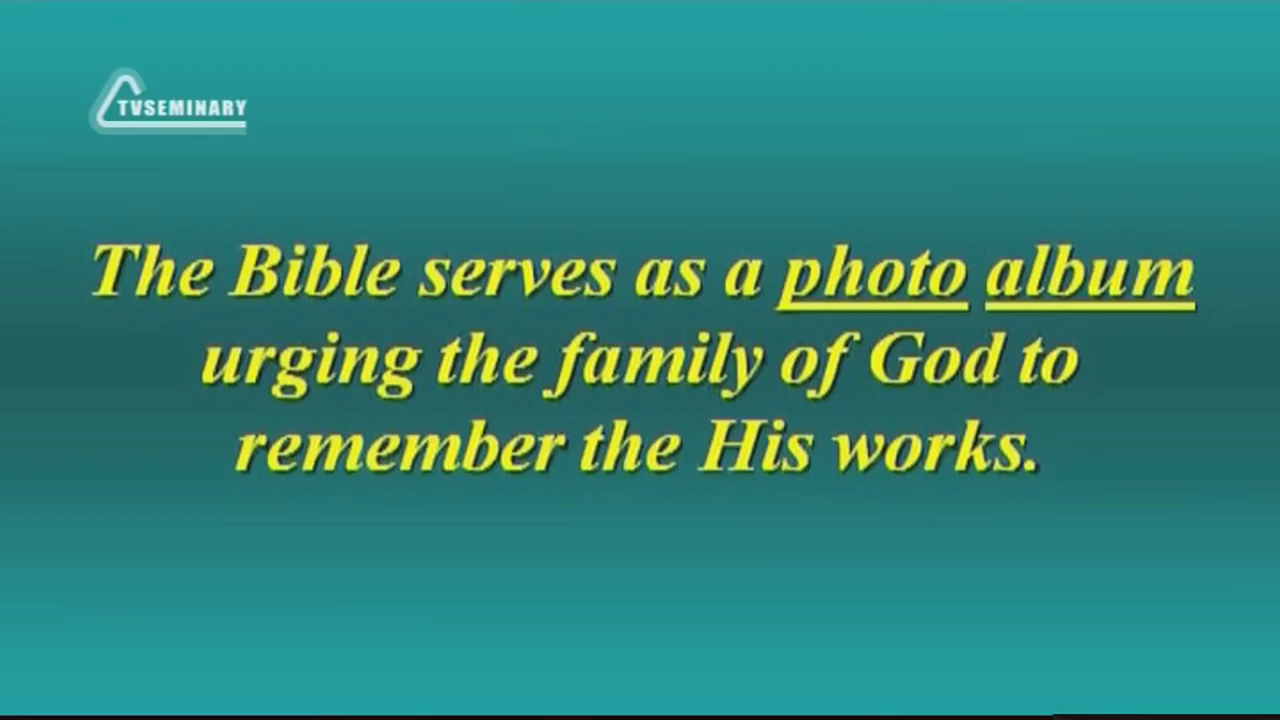 TVSEMINARY
The Bible serves as a photo album
urging the family of God to
remember the His works.